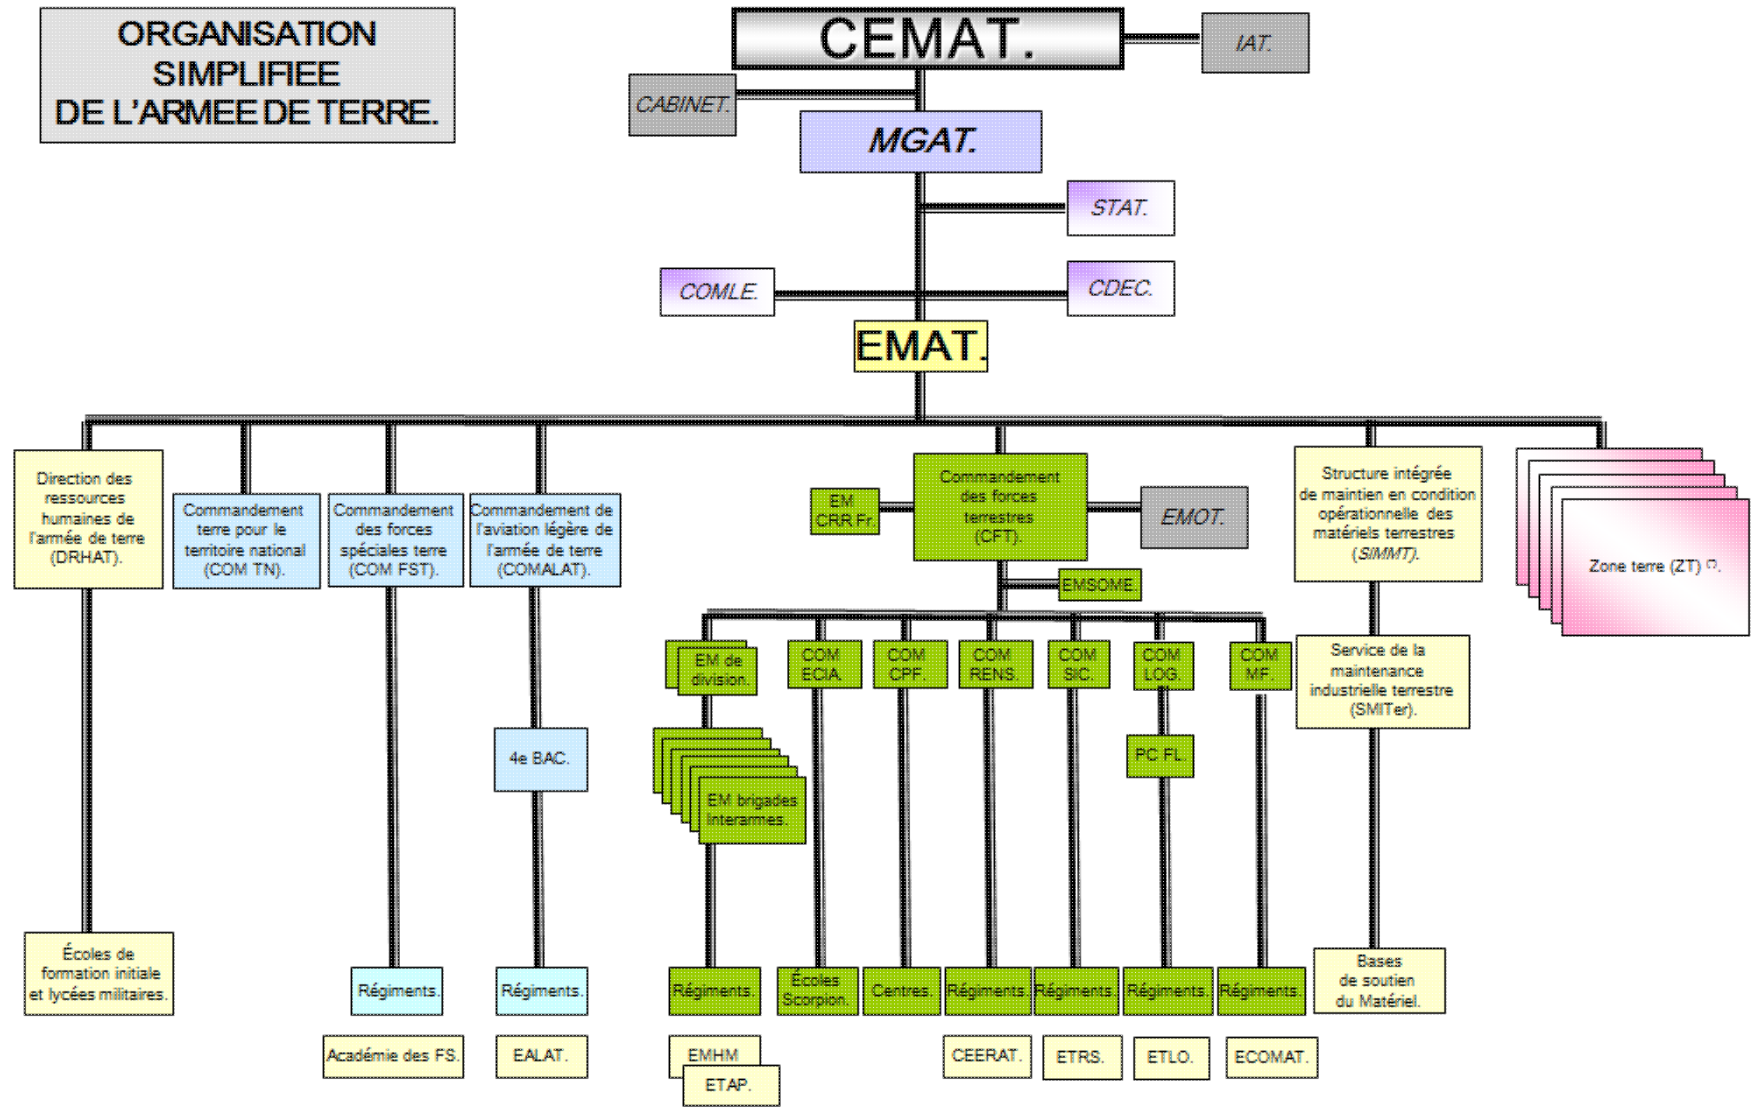 ORGANISATION
SIMPLIFIEE
DE L'ARMEE DE TERRE.
CEMAT.
IAT.
CABINET.
MGAT.
STAT.
COMLE.
CDEC.
EMAT.
Direction des
ressources
humaines de
l'armée de terre
(DRHAT).
Commandement
terre pour le
territoire national
(COM TN).
Commandement
des forces
spéciales terre
(COM FST).
Commandement de
l'aviation légère de
l'armée de terre
(COMALAT).
EM
CRR Fr.
Commandement
des forces
terrestres
(CFT).
EMOT.
Structure intégrée
de maintien en condition
opérationnelle des
matériels terrestres
(SIMMT).
Zone terre (ZT)
EMSOME
EM de
division.
COM
ECIA.
COM
CPF.
COM
RENS.
COM
SIC.
COM
LOG.
COM
MF.
Service de la
maintenance
industrielle terrestre
(SMITer).
4e BAC.
PC FL.
EM brigades
Interarmes.
Écoles de
formation initiale
et lycées militaires.
Régiments.
Régiments.
Régiments.
Écoles
Scorpion.
Centres.
Régiments.
Régiments.
Régiments.
Régiments.
Bases
de soutien
du Matériel.
Académie des FS.
EALAT.
EMHM
ETAP.
CEERAT.
ETRS.
ETLO.
ECOMAT.